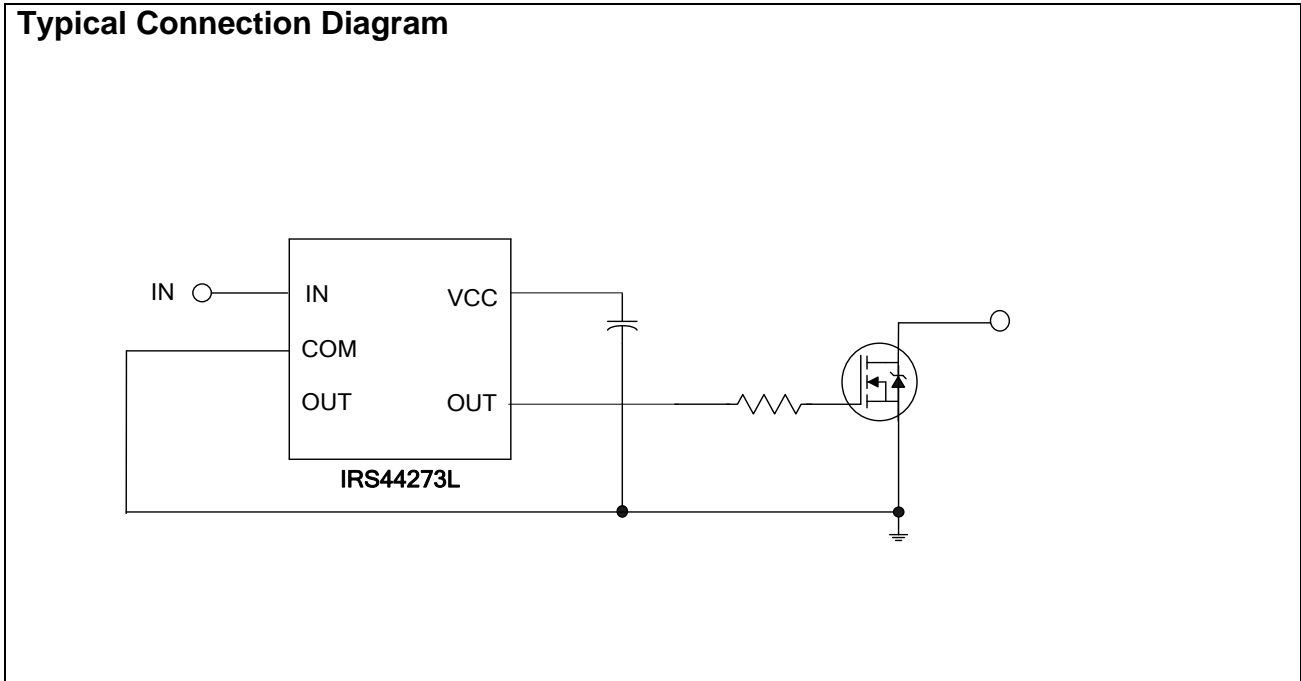 Typical Connection Diagram
IN
IN
VCC
COM
OUT
OUT
IRS44273L